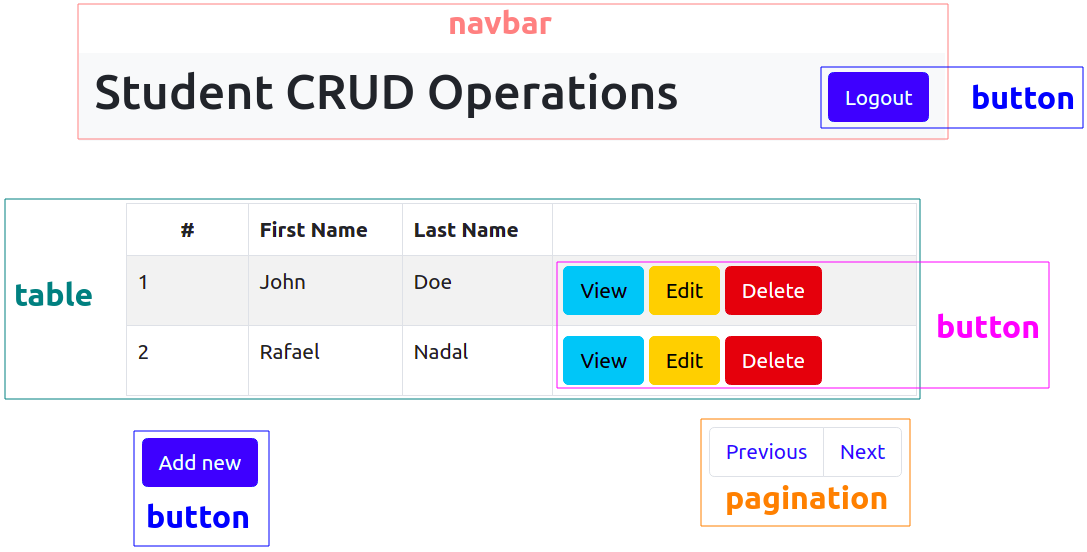 navbar
Student CRUD Operations
Logout
button
# First Name Last Name
1 John Doe View Edit Delete
table
button
2 Rafael Nadal View Edit Delete
Add new
Previous Next
pagination
button